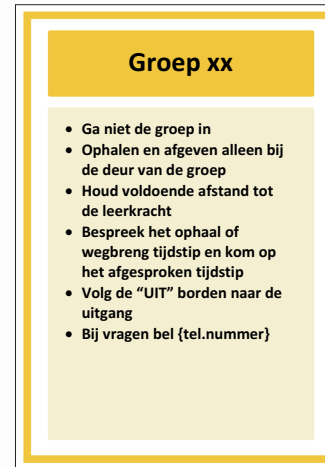 Groep xx
• Ga niet de groep in
• Ophalen en afgeven alleen bij
de deur van de groep
• Houd voldoende afstand tot
de leerkracht
• Bespreek het ophaal of
wegbreng tijdstip en kom op
het afgesproken tijdstip
• Volg de “UIT” borden naar de
uitgang
• Bij vragen bel {tel.nummer}